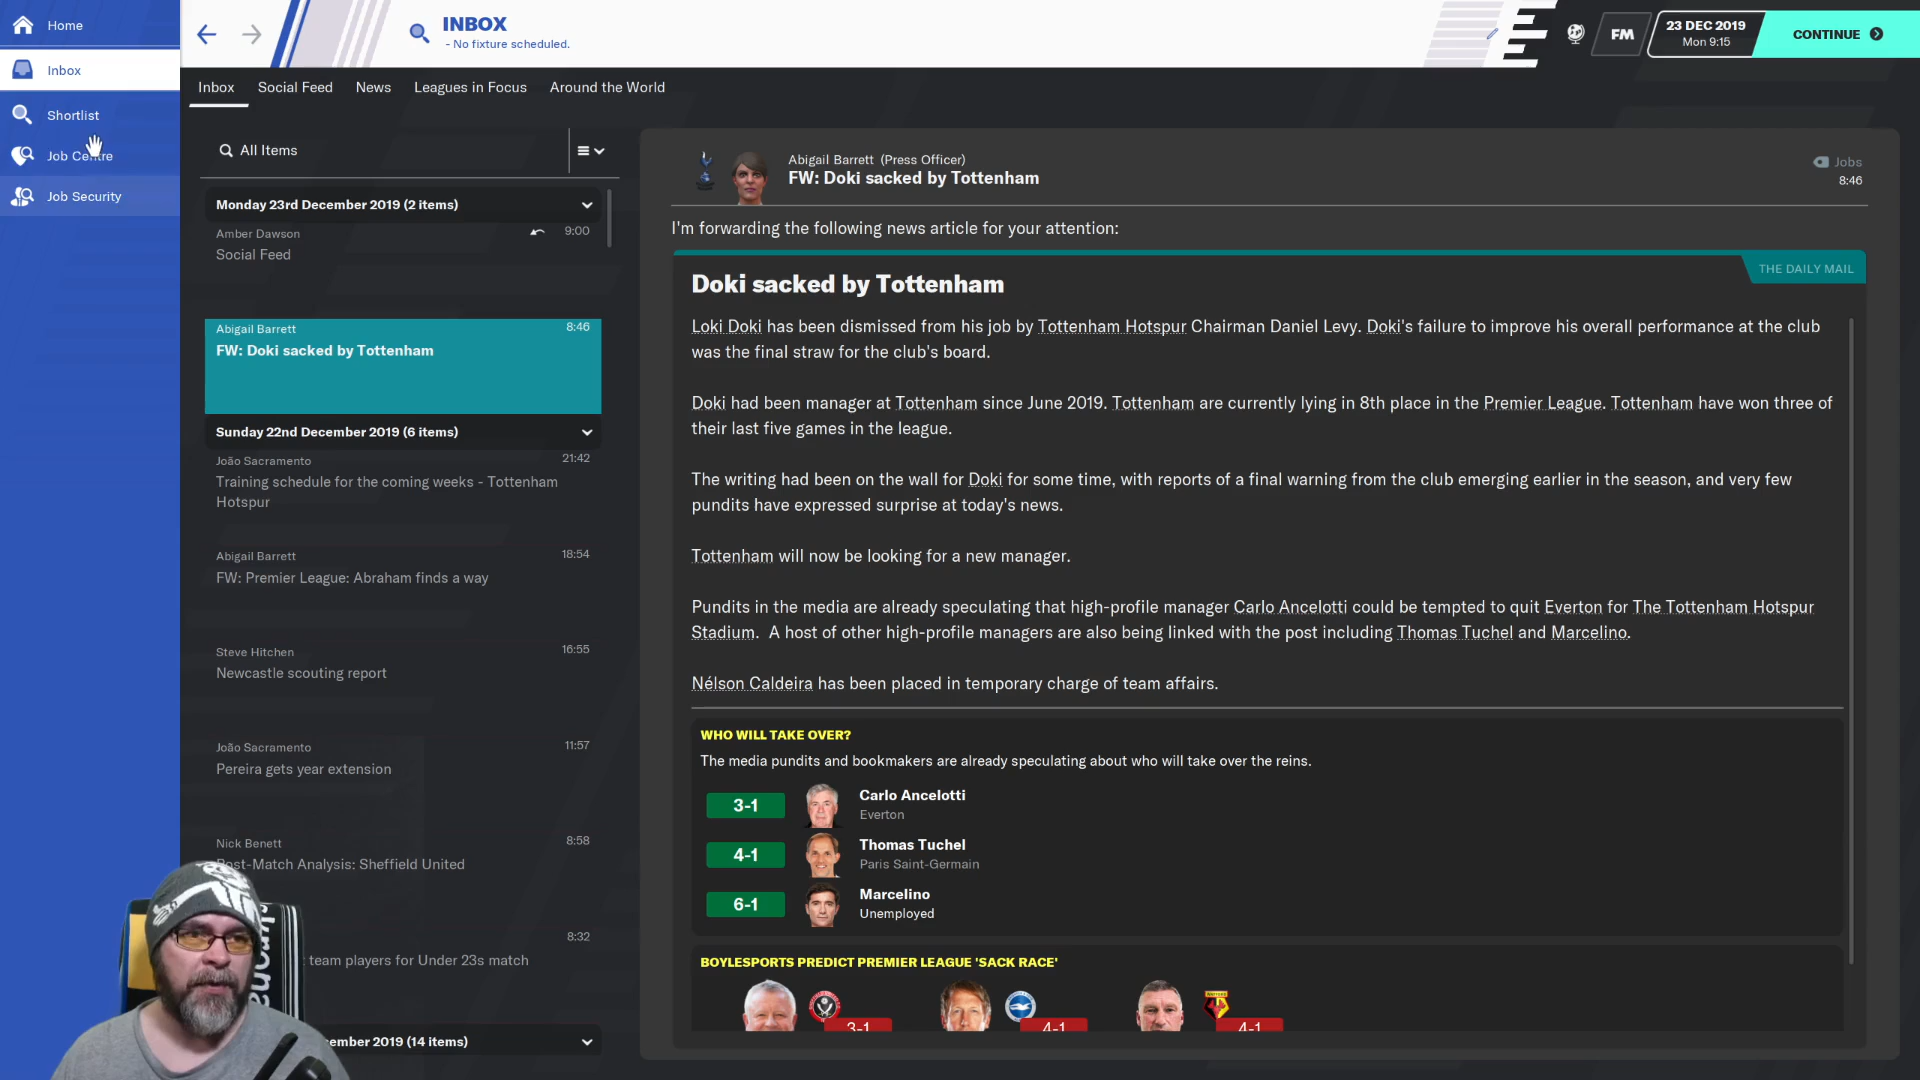 Home
Inbox
Shortlist
Job Centre
Job Security
INBOX
- No fixture scheduled.
FM
23 DEC 2019
Mon 9:15
CONTINUE
Inbox Social Feed News Leagues in Focus Around the World
All Items
Monday 23rd December 2019 (2 items)
Amber Dawson 9:00
Social Feed
Abigail Barrett 8:46
FW: Doki sacked by Tottenham
Sunday 22nd December 2019 (6 items)
João Sacramento 21:42
Training schedule for the coming weeks - Tottenham
Hotspur
Abigail Barrett 18:54
FW: Premier League: Abraham finds a way
Steve Hitchen 16:55
Newcastle scouting report
João Sacramento 11:57
Pereira gets year extension
Nick Benett 8:58
Post-Match Analysis: Sheffield United
8:32
team players for Under 23s match
2019 (14 items)
Abigail Barrett (Press Officer)
FW: Doki sacked by Tottenham
Jobs
8:46
I'm forwarding the following news article for your attention:
THE DAILY MAIL
Doki sacked by Tottenham
Loki Doki has been dismissed from his job by Tottenham Hotspur Chairman Daniel Levy. Doki's failure to improve his overall performance at the club
was the final straw for the club's board.
Doki had been manager at Tottenham since June 2019. Tottenham are currently lying in 8th place in the Premier League. Tottenham have won three of
their last five games in the league.
The writing had been on the wall for Doki for some time, with reports of a final warning from the club emerging earlier in the season, and very few
pundits have expressed surprise at today's news.
Tottenham will now be looking for a new manager.
Pundits in the media are already speculating that high-profile manager Carlo Ancelotti could be tempted to quit Everton for The Tottenham Hotspur
Stadium. A host of other high-profile managers are also being linked with the post including Thomas Tuchel and Marcelino.
Nélson Caldeira has been placed in temporary charge of team affairs.
WHO WILL TAKE OVER?
The media pundits and bookmakers are already speculating about who will take over the reins.
3-1 Carlo Ancelotti
Everton
4-1 Thomas Tuchel
Paris Saint-Germain
6-1 Marcelino
Unemployed
BOYLESPORTS PREDICT PREMIER LEAGUE 'SACK RACE'
3-1 4-1 4-1